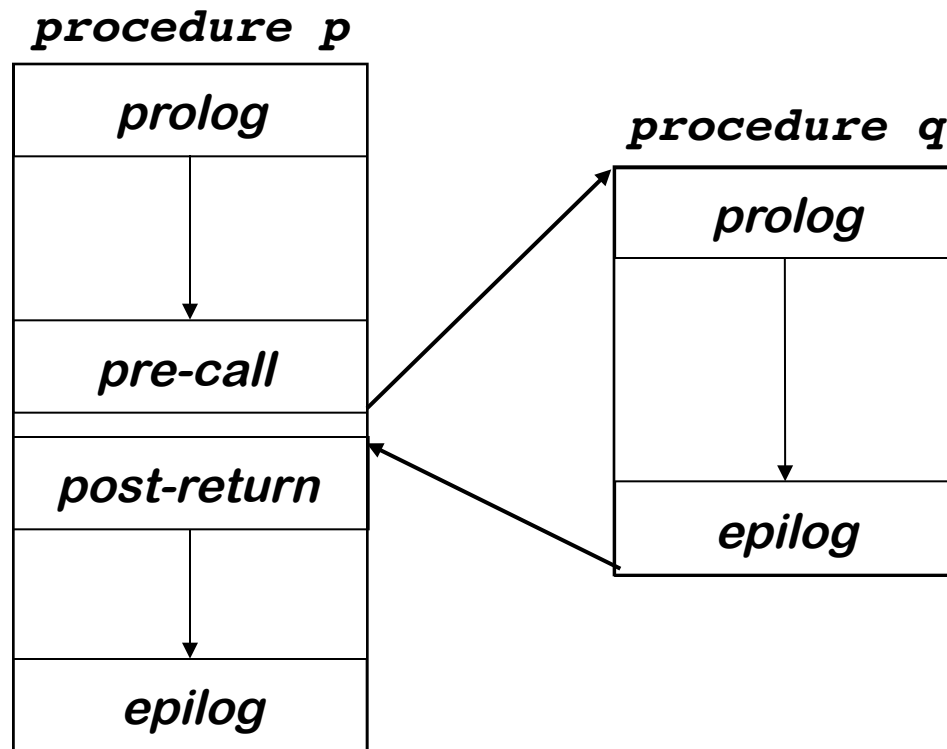 procedure p
prolog
pre-call
post-return
epilog
procedure q
prolog
epilog